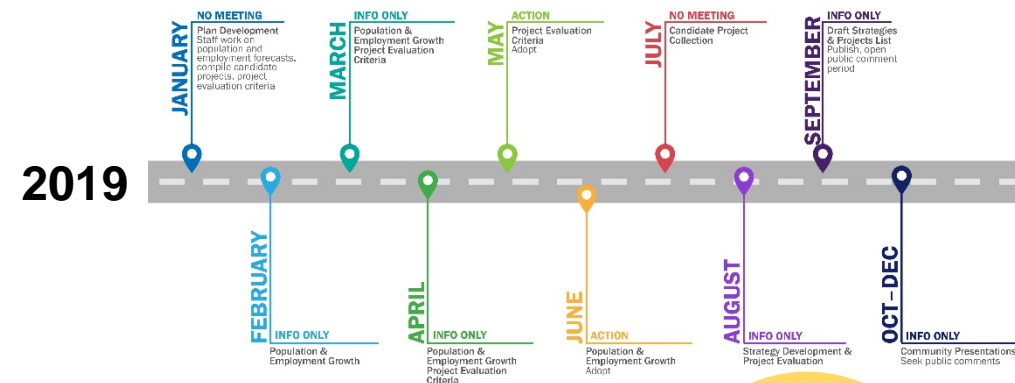 2019
JANUARY
NO MEETING
Plan Development
Staff work on
population and
employment forecasts,
compile candidate
projects, project
evaluation criteria
FEBRUARY
INFO ONLY
Population &
Employment Growth
MARCH
INFO ONLY
Population &
Employment Growth
Project Evaluation
Criteria
APRIL
INFO ONLY
Population &
Employment Growth
Project Evaluation
Criteria
MAY
ACTION
Project Evaluation
Criteria
Adopt
JUNE
ACTION
Population &
Employment Growth
Adopt
JULY
NO MEETING
Candidate Project
Collection
AUGUST
INFO ONLY
Strategy Development &
Project Evaluation
SEPTEMBER
INFO ONLY
Draft Strategies
& Projects List
Publish, open
public comment
period
OCT–DEC
INFO ONLY
Community Presentations
Seek public comments